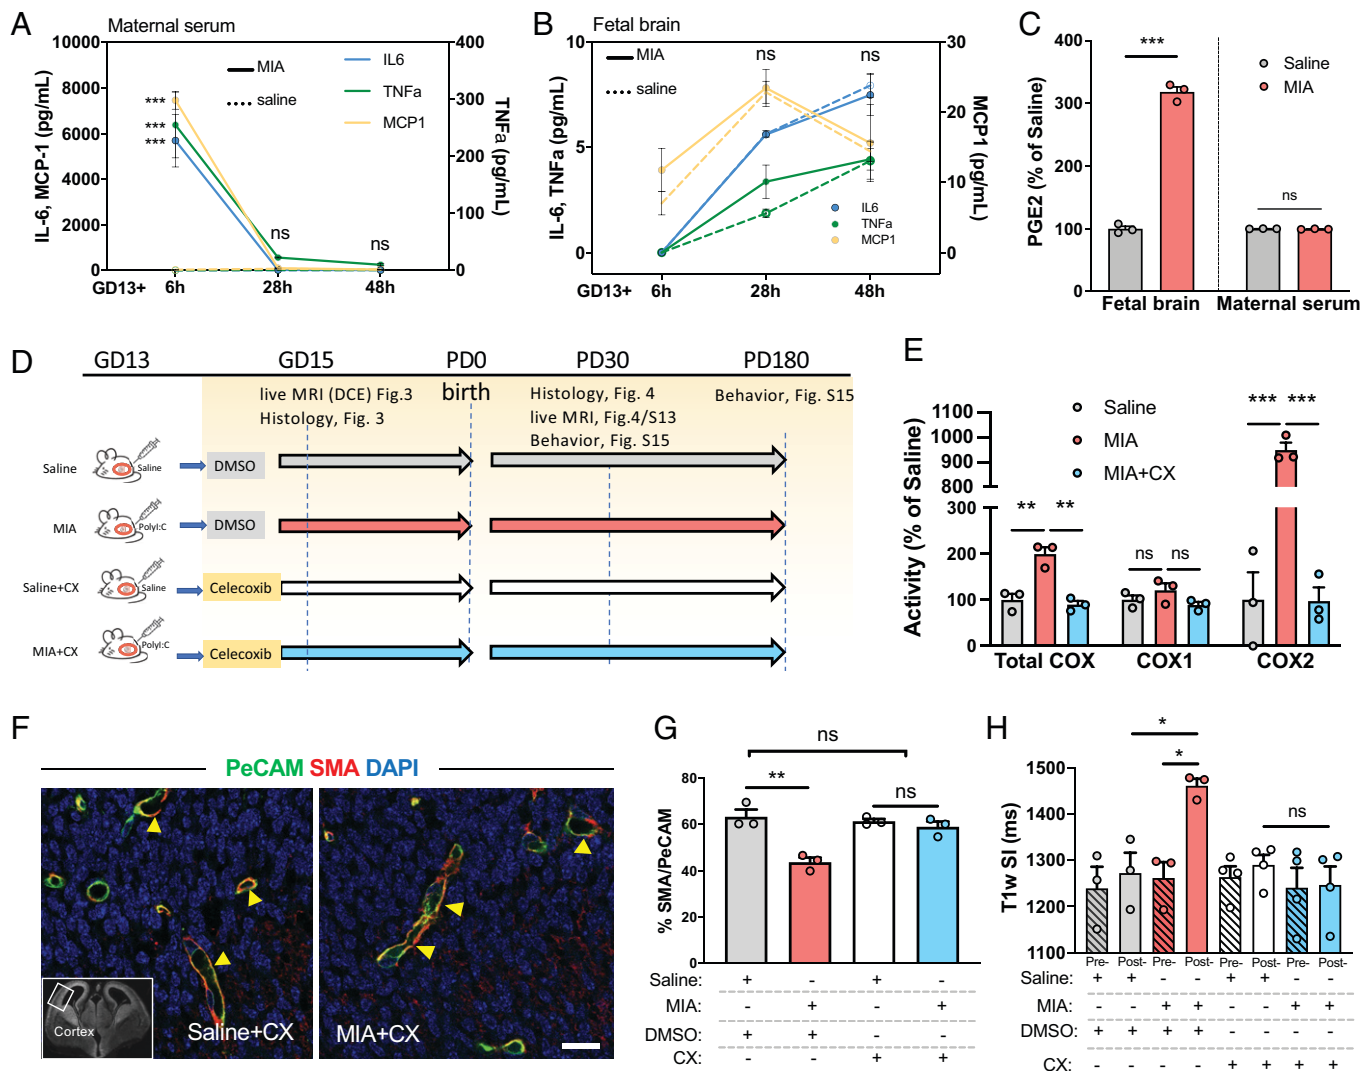 A
Maternal serum
10000
8000
6000
4000
2000
0
IL-6, MCP-1 (pg/mL)
400
300
200
100
0
TNFa (pg/mL)
MIA
saline
IL6
TNFa
MCP1
***
***
***
ns
ns
GD13+
6h
28h
48h
B
Fetal brain
10
5
0
IL-6, TNFa (pg/mL)
30
20
10
0
MCP1 (pg/mL)
MIA
saline
ns
ns
IL6
TNFa
MCP1
GD13+
6h
28h
48h
C
400
300
200
100
0
PGE2 (% of Saline)
***
ns
Saline
MIA
Fetal brain
Maternal serum
D
GD13
GD15
PD0
PD30
PD180
birth
live MRI (DCE) Fig.3
Histology, Fig. 3
Histology, Fig. 4
live MRI, Fig.4/S13
Behavior, Fig. S15
Behavior, Fig. S15
Saline
Saline
DMSO
MIA
PolyI:C
DMSO
Saline+CX
Saline
Celecoxib
MIA+CX
PolyI:C
Celecoxib
E
Saline
MIA
MIA+CX
1100
1000
900
800
300
200
100
0
Activity (% of Saline)
** **
ns ns
*** ***
Total COX
COX1
COX2
F
PeCAM SMA DAPI
Cortex
Saline+CX
MIA+CX
G
80
60
40
20
0
% SMA/PeCAM
ns
**
ns
Saline: + - + -
MIA: - + - +
DMSO: + + - -
CX: - - + +
H
1500
1400
1300
1200
1100
T1w SI (ms)
*
*
ns
Pre- Post- Pre- Post- Pre- Post- Pre- Post-
Saline: + + - - + + - -
MIA: - - + + - - + +
DMSO: + + + + - - - -
CX: - - - - + + + +